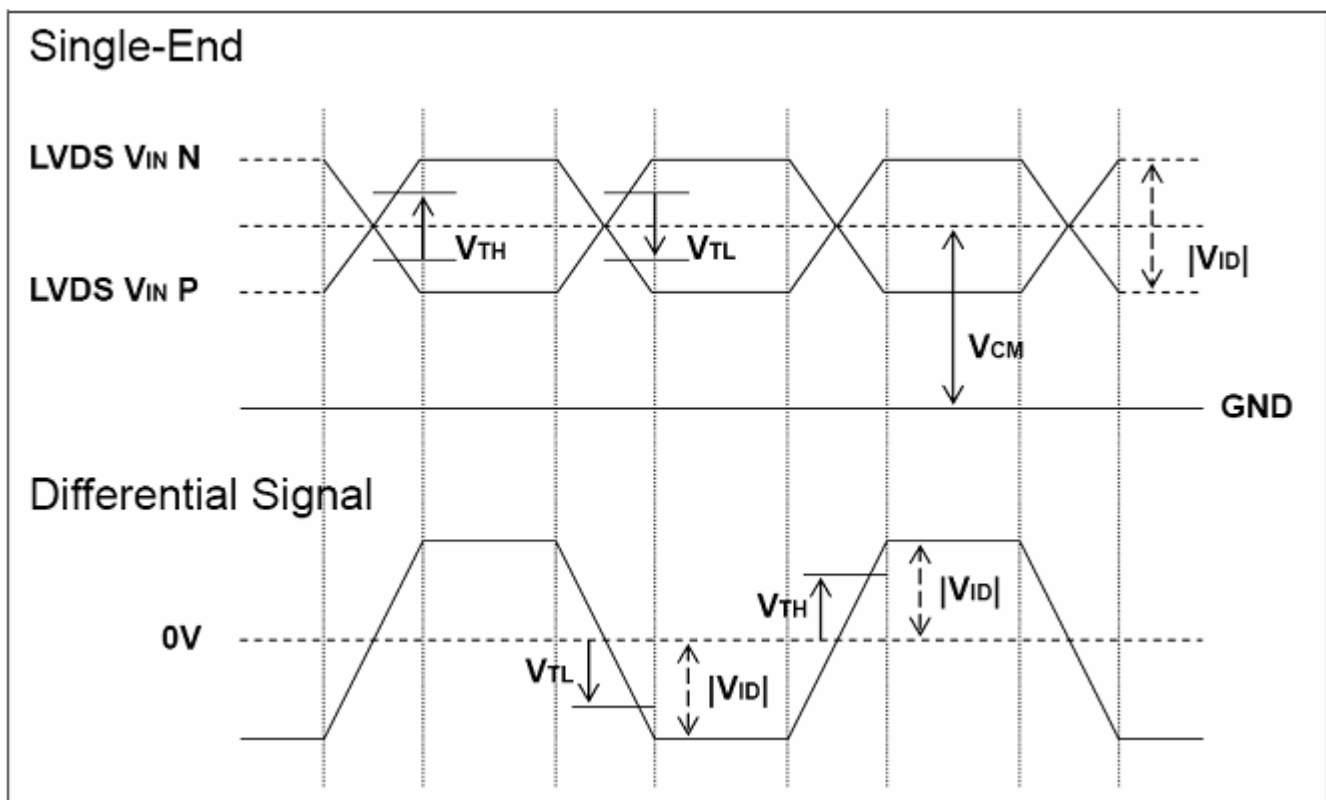 Single-End
LVDS VIN N
VTH
VTL
|VID|
LVDS VIN P
VCM
GND
Differential Signal
VTH
|VID|
0V
VTL
|VID|